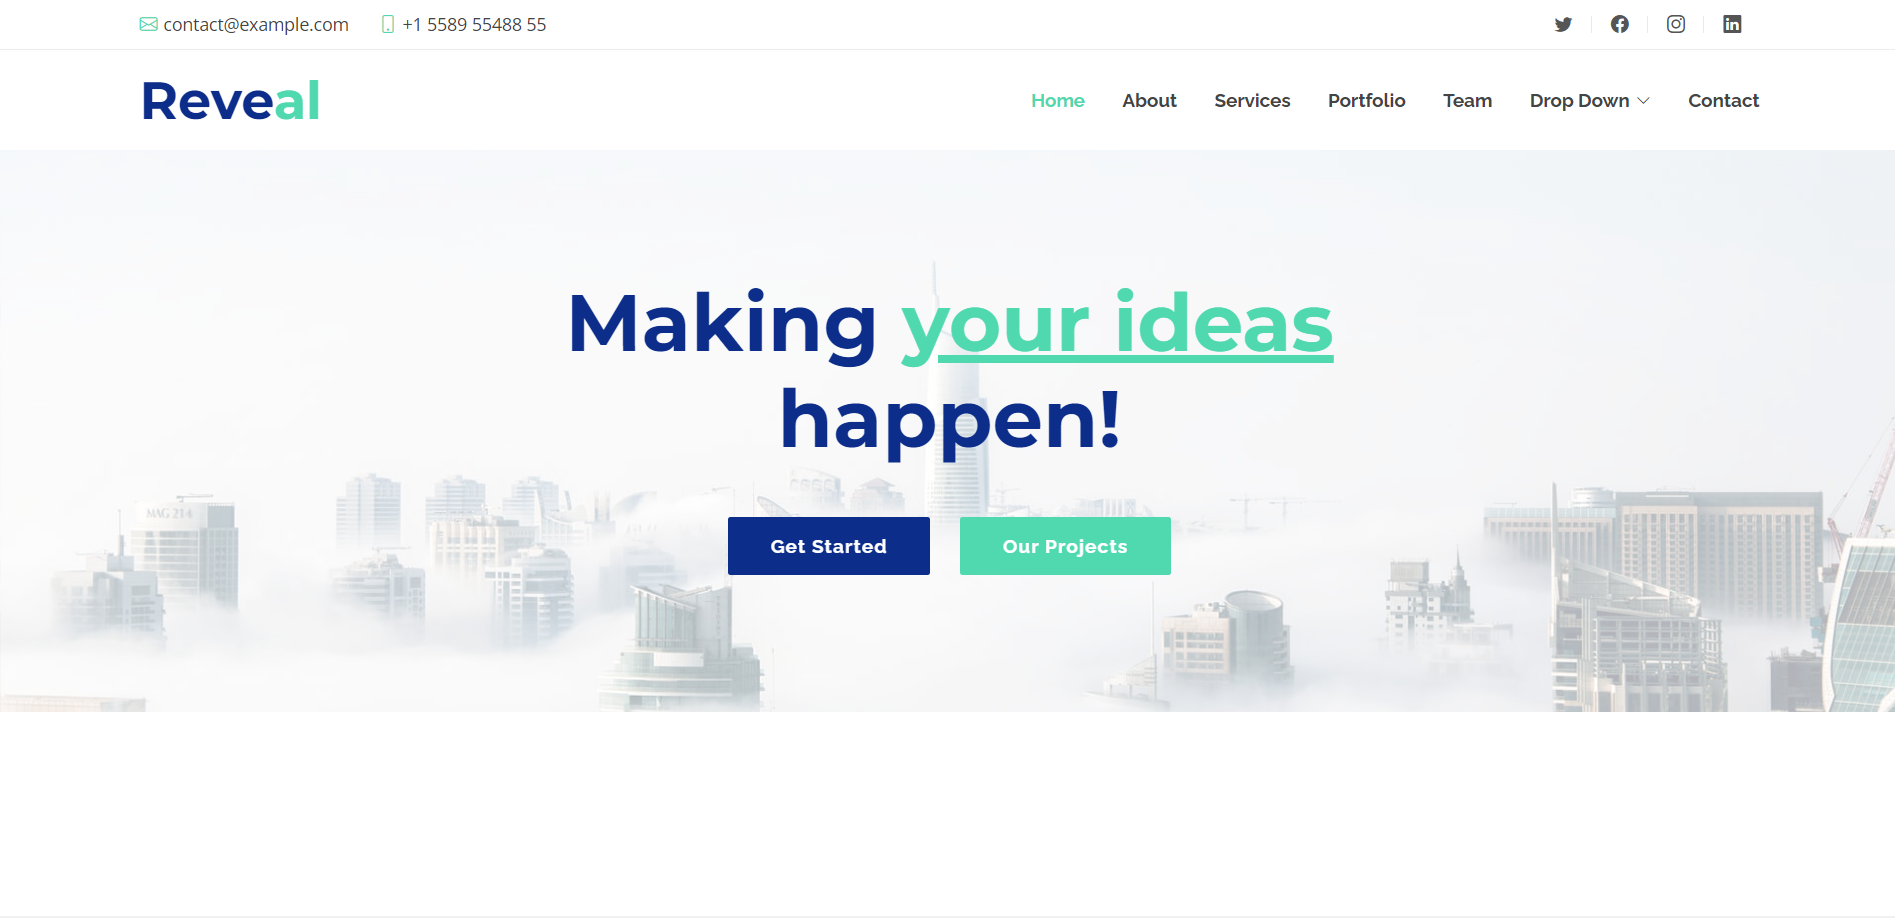 contact@example.com +1 5589 55488 55
Reveal
Home About Services Portfolio Team Drop Down Contact
Making your ideas
happen!
MAG 214
Get Started Our Projects